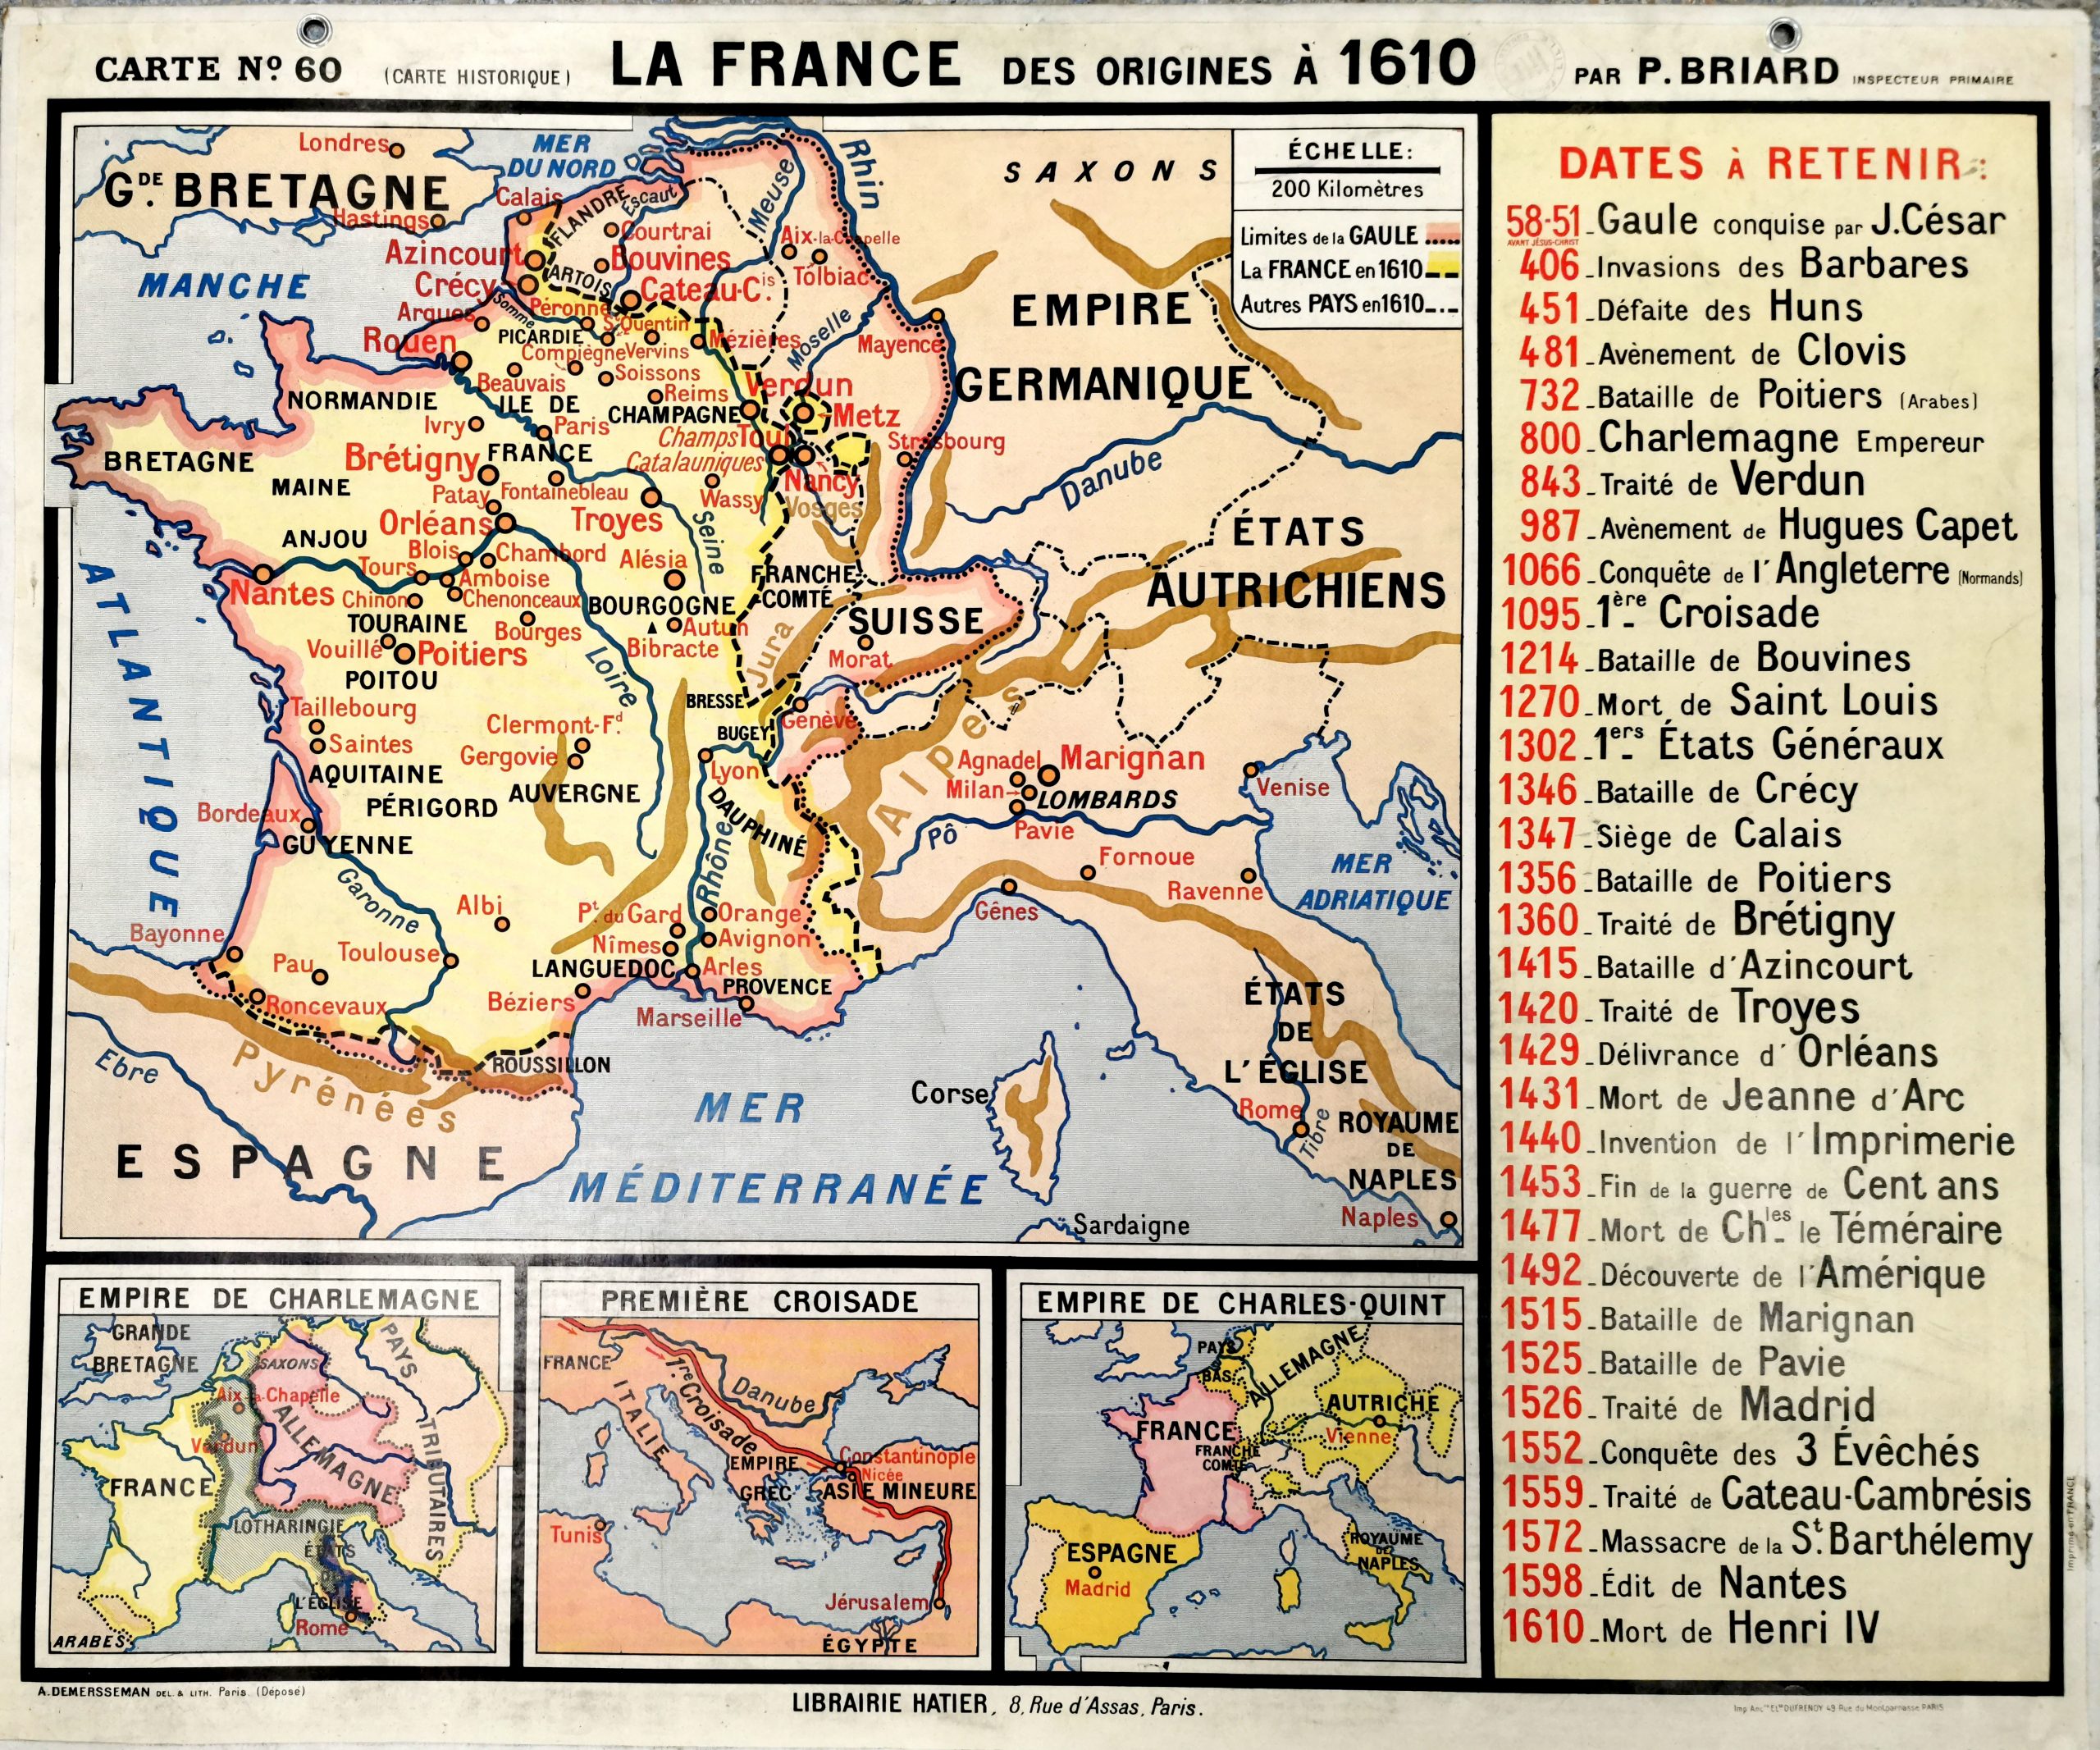 CARTE Nº 60 (CARTE HISTORIQUE) LA FRANCE DES ORIGINES À 1610 PAR P. BRIARD INSPECTEUR PRIMAIRE
Londres
MER
DU NORD
Gde. BRETAGNE
Hastings
Calais
FLANDRE
Escaut
Meuse
Rhin
SAXONS
ÉCHELLE:
200 Kilomètres
Limites de la GAULE
La FRANCE en 1610
Autres PAYS en 1610
MANCHE
Azincourt
Courtrai
Bouvines
Aix-la-Chapelle
Tolbiac
Crécy
ARTOIS
Cateau-Cis.
Arques
Somme
Péronne
St Quentin
Rouen
PICARDIE
Mézières
Moselle
Mayence
EMPIRE
GERMANIQUE
Compiègne
Vervins
Beauvais
Soissons
Reims
Verdun
NORMANDIE
ILE DE
FRANCE
CHAMPAGNE
Metz
Ivry
Paris
Champs
Catalauniques
Toul
Strasbourg
BRETAGNE
Brétigny
Nancy
Danube
MAINE
Patay
Fontainebleau
Wassy
Vosges
Orléans
Troyes
Seine
ÉTATS
AUTRICHIENS
ANJOU
Blois
Chambord
Alésia
Tours
Amboise
FRANCHE-
COMTÉ
Nantes
Chinon
Chenonceaux
BOURGOGNE
SUISSE
TOURAINE
Bourges
Autun
Bibracte
Jura
Morat
Vouillé
Poitiers
Loire
POITOU
BRESSE
ATLANTIQUE
Taillebourg
Clermont-Fd.
Genève
Saintes
Gergovie
BUGEY
Alpes
AQUITAINE
Lyon
Agnadel
Marignan
Milan
LOMBARDS
Venise
PÉRIGORD
AUVERGNE
DAUPHINÉ
Bordeaux
GUYENNE
Rhône
Pô
Pavie
Fornoue
MER
ADRIATIQUE
Garonne
Ravenne
Albi
Pt. du Gard
Orange
Gênes
Bayonne
Nîmes
Avignon
Pau
Toulouse
LANGUEDOC
Arles
PROVENCE
Roncevaux
Béziers
Marseille
ÉTATS
DE
L'ÉGLISE
Pyrénées
ROUSSILLON
Ebre
MER
MÉDITERRANÉE
Corse
Rome
Tibre
ROYAUME
DE
NAPLES
ESPAGNE
Sardaigne
Naples
EMPIRE DE CHARLEMAGNE
GRANDE
BRETAGNE
SAXONS
PAYS
TRIBUTAIRES
Aix-la-Chapelle
Verdun
ALLEMAGNE
FRANCE
LOTHARINGIE
ÉTATS
DE
L'ÉGLISE
Rome
ARABES
PREMIÈRE CROISADE
FRANCE
1re Croisade
Danube
ITALIE
Constantinople
Nicée
EMPIRE
GREC
ASIE MINEURE
Tunis
Jérusalem
ÉGYPTE
EMPIRE DE CHARLES-QUINT
PAYS
BAS
ALLEMAGNE
AUTRICHE
Vienne
FRANCE
FRANCHE
COMTÉ
ESPAGNE
Madrid
ROYAUME
DE
NAPLES
DATES À RETENIR:
58-51 Gaule conquise par J.César
AVANT JÉSUS-CHRIST
406 Invasions des Barbares
451 Défaite des Huns
481 Avènement de Clovis
732 Bataille de Poitiers (Arabes)
800 Charlemagne Empereur
843 Traité de Verdun
987 Avènement de Hugues Capet
1066 Conquête de l'Angleterre (Normands)
1095 1ère Croisade
1214 Bataille de Bouvines
1270 Mort de Saint Louis
1302 1ers États Généraux
1346 Bataille de Crécy
1347 Siège de Calais
1356 Bataille de Poitiers
1360 Traité de Brétigny
1415 Bataille d'Azincourt
1420 Traité de Troyes
1429 Délivrance d'Orléans
1431 Mort de Jeanne d'Arc
1440 Invention de l'Imprimerie
1453 Fin de la guerre de Cent ans
1477 Mort de Chles le Téméraire
1492 Découverte de l'Amérique
1515 Bataille de Marignan
1525 Bataille de Pavie
1526 Traité de Madrid
1552 Conquête des 3 Évêchés
1559 Traité de Cateau-Cambrésis
1572 Massacre de la St Barthélemy
1598 Édit de Nantes
1610 Mort de Henri IV
Imprimé en FRANCE
A. DEMERSSEMAN DEL. & LITH. Paris. (Déposé)
LIBRAIRIE HATIER, 8, Rue d'Assas, Paris.
DUFRENOY 49 Rue du Montparnasse PARIS